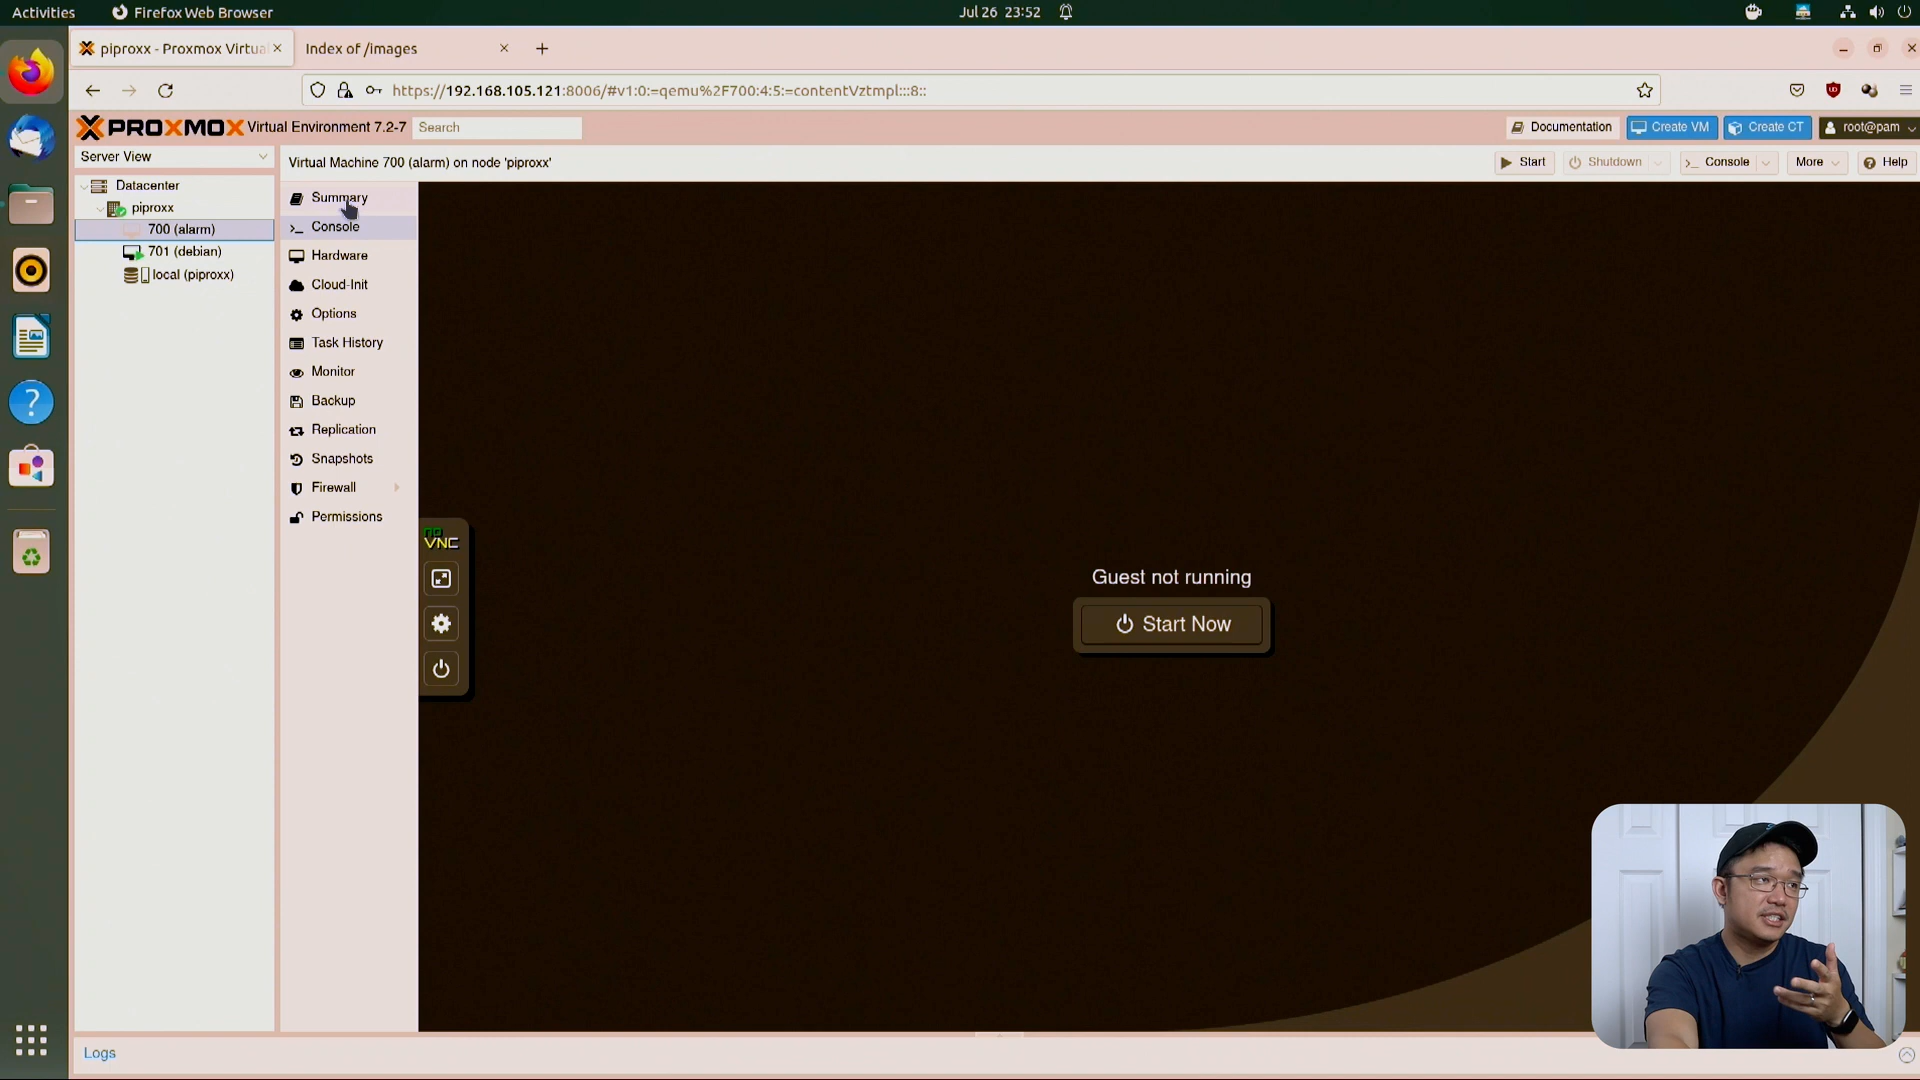 Activities
Firefox Web Browser
Jul 26 23:52
piproxx - Proxmox Virtual
Index of /images
https://192.168.105.121:8006/#v1:0:=qemu%2F700:4:5:=contentVztmpl:::8::
PROXMOX Virtual Environment 7.2-7
Search
Documentation
Create VM
Create CT
root@pam
Server View
Virtual Machine 700 (alarm) on node 'piproxx'
Start
Shutdown
Console
More
Help
Datacenter
piproxx
700 (alarm)
701 (debian)
local (piproxx)
Summary
Console
Hardware
Cloud-Init
Options
Task History
Monitor
Backup
Replication
Snapshots
Firewall
Permissions
no
VNC
Guest not running
Start Now
Logs